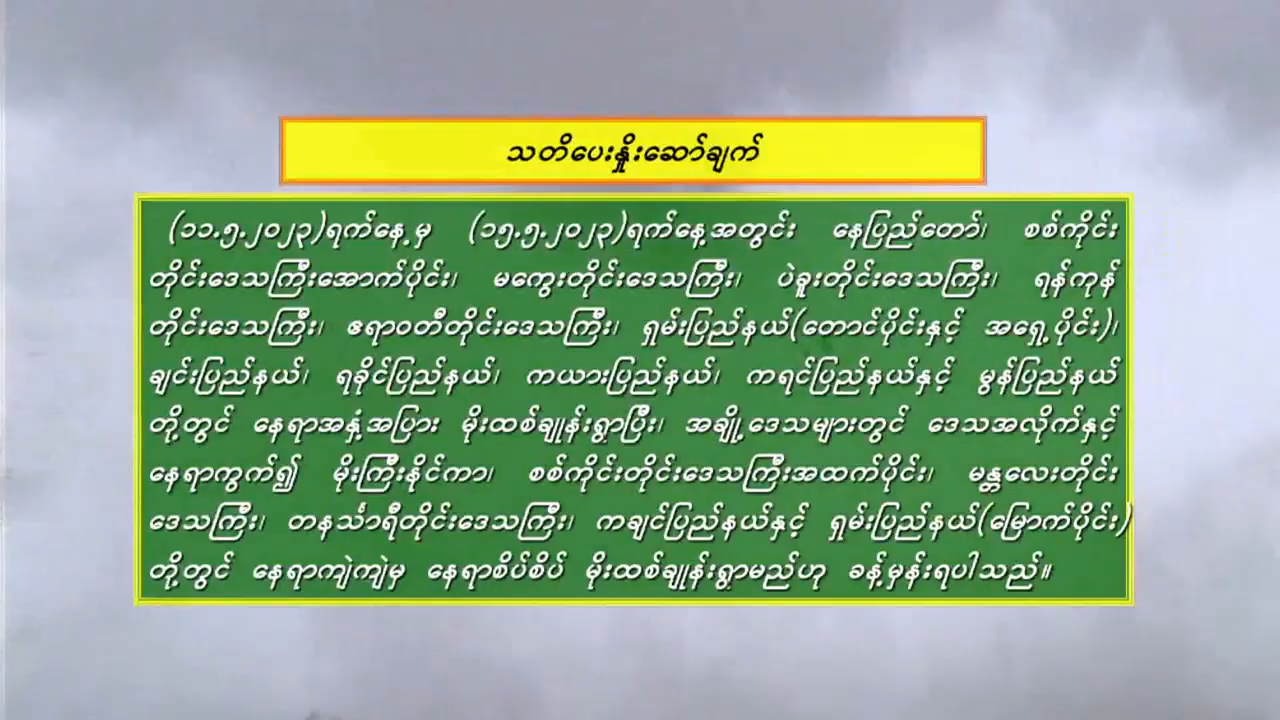 သတိပေးနှိုးဆော်ချက်
(၁၁.၅.၂၀၂၃)ရက်နေ့မှ (၁၅.၅.၂၀၂၃)ရက်နေ့အတွင်း နေပြည်တော်၊ စစ်ကိုင်း
တိုင်းဒေသကြီးအောက်ပိုင်း၊ မကွေးတိုင်းဒေသကြီး၊ ပဲခူးတိုင်းဒေသကြီး၊ ရန်ကုန်
တိုင်းဒေသကြီး၊ ဧရာဝတီတိုင်းဒေသကြီး၊ ရှမ်းပြည်နယ်(တောင်ပိုင်းနှင့် အရှေ့ပိုင်း)၊
ချင်းပြည်နယ်၊ ရခိုင်ပြည်နယ်၊ ကယားပြည်နယ်၊ ကရင်ပြည်နယ်နှင့် မွန်ပြည်နယ်
တို့တွင် နေရာအနှံ့အပြား မိုးထစ်ချုန်းရွာပြီး၊ အချို့ဒေသများတွင် ဒေသအလိုက်နှင့်
နေရာကွက်၍ မိုးကြီးနိုင်ကာ၊ စစ်ကိုင်းတိုင်းဒေသကြီးအထက်ပိုင်း၊ မန္တလေးတိုင်း
ဒေသကြီး၊ တနင်္သာရီတိုင်းဒေသကြီး၊ ကချင်ပြည်နယ်နှင့် ရှမ်းပြည်နယ်(မြောက်ပိုင်း)
တို့တွင် နေရာကျဲကျဲမှ နေရာစိပ်စိပ် မိုးထစ်ချုန်းရွာမည်ဟု ခန့်မှန်းရပါသည်။